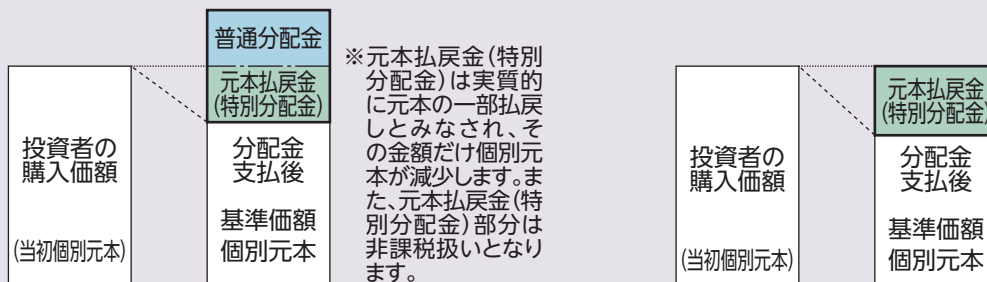 普通分配金
元本払戻金
(特別分配金)
投資者の
購入価額
(当初個別元本)
分配金
支払後
基準価額
個別元本
※元本払戻金(特別
分配金)は実質的
に元本の一部払戻
しとみなされ、そ
の金額だけ個別元
本が減少します。ま
た、元本払戻金(特
別分配金)部分は
非課税扱いとなり
ます。
元本払戻金
(特別分配金)
投資者の
購入価額
(当初個別元本)
分配金
支払後
基準価額
個別元本